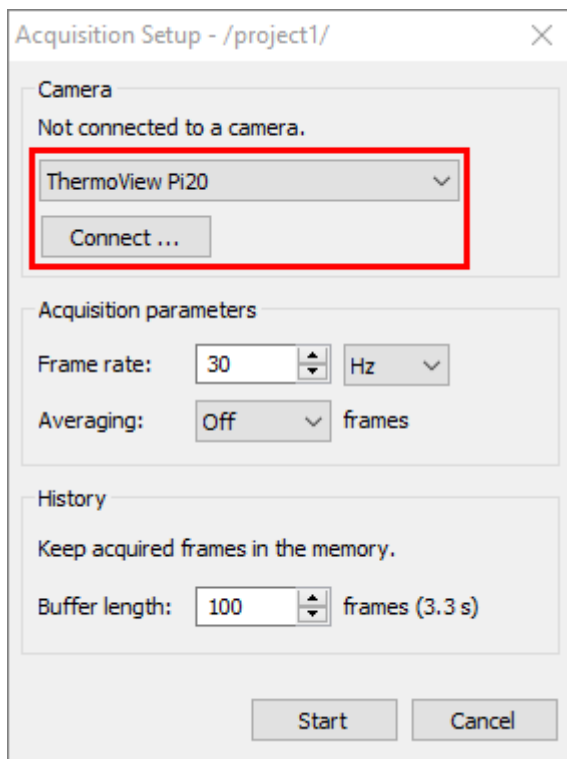 Acquisition Setup - /project1/
Camera
Not connected to a camera.
ThermoView Pi20
Connect ...
Acquisition parameters
Frame rate: 30 Hz
Averaging: Off frames
History
Keep acquired frames in the memory.
Buffer length: 100 frames (3.3 s)
Start Cancel